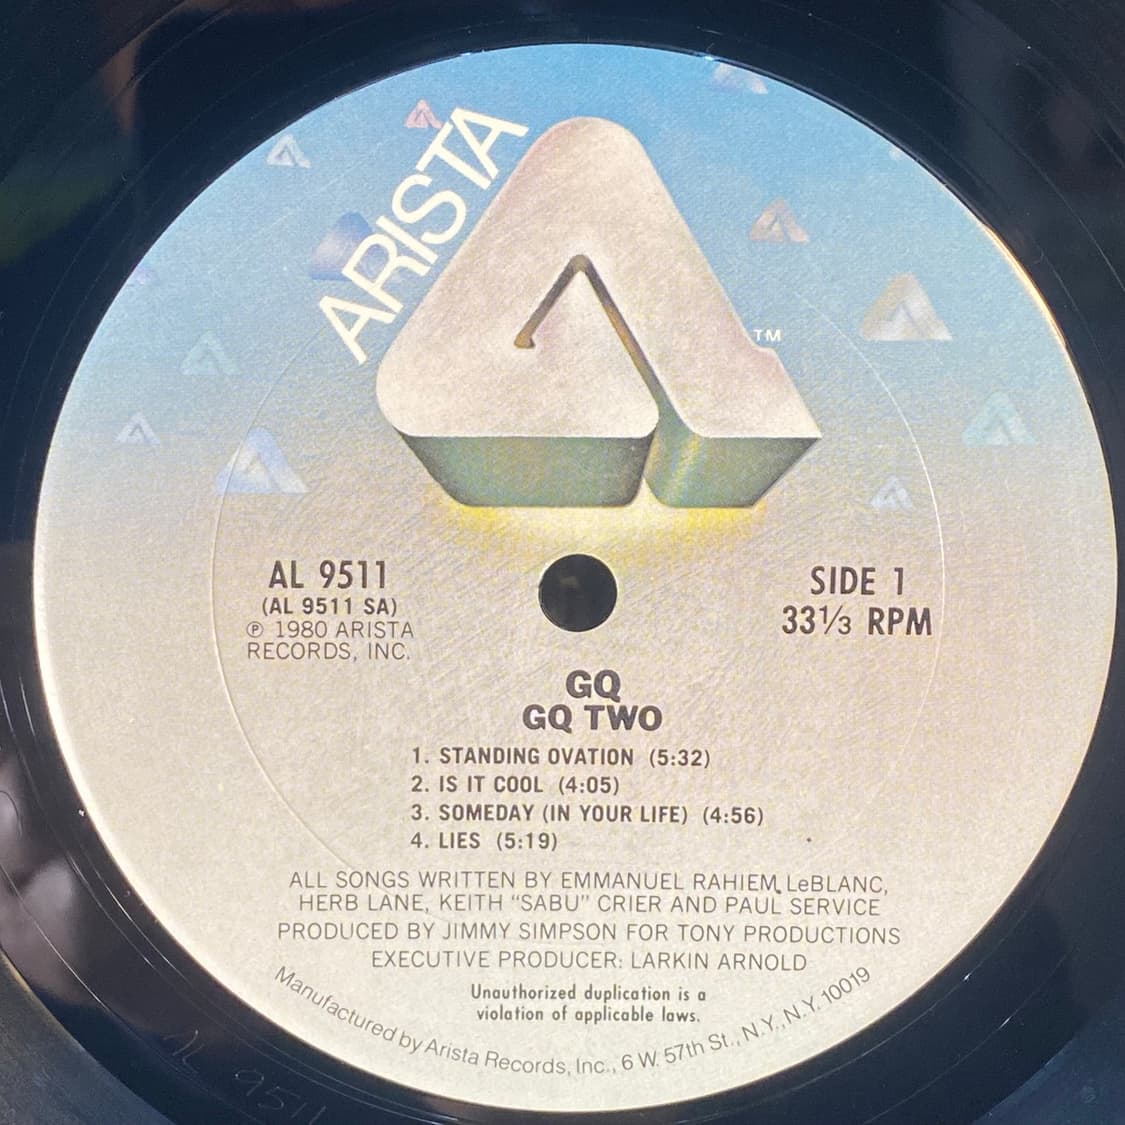 ARISTA
TM
AL 9511
(AL 9511 SA)
℗ 1980 ARISTA
RECORDS, INC.
SIDE 1
33⅓ RPM
GQ
GQ TWO
1. STANDING OVATION (5:32)
2. IS IT COOL (4:05)
3. SOMEDAY (IN YOUR LIFE) (4:56)
4. LIES (5:19)
ALL SONGS WRITTEN BY EMMANUEL RAHIEM LeBLANC,
HERB LANE, KEITH "SABU" CRIER AND PAUL SERVICE
PRODUCED BY JIMMY SIMPSON FOR TONY PRODUCTIONS
EXECUTIVE PRODUCER: LARKIN ARNOLD
Unauthorized duplication is a
violation of applicable laws.
Manufactured by Arista Records, Inc., 6 W. 57th St., N.Y., N.Y. 10019
AL 9511